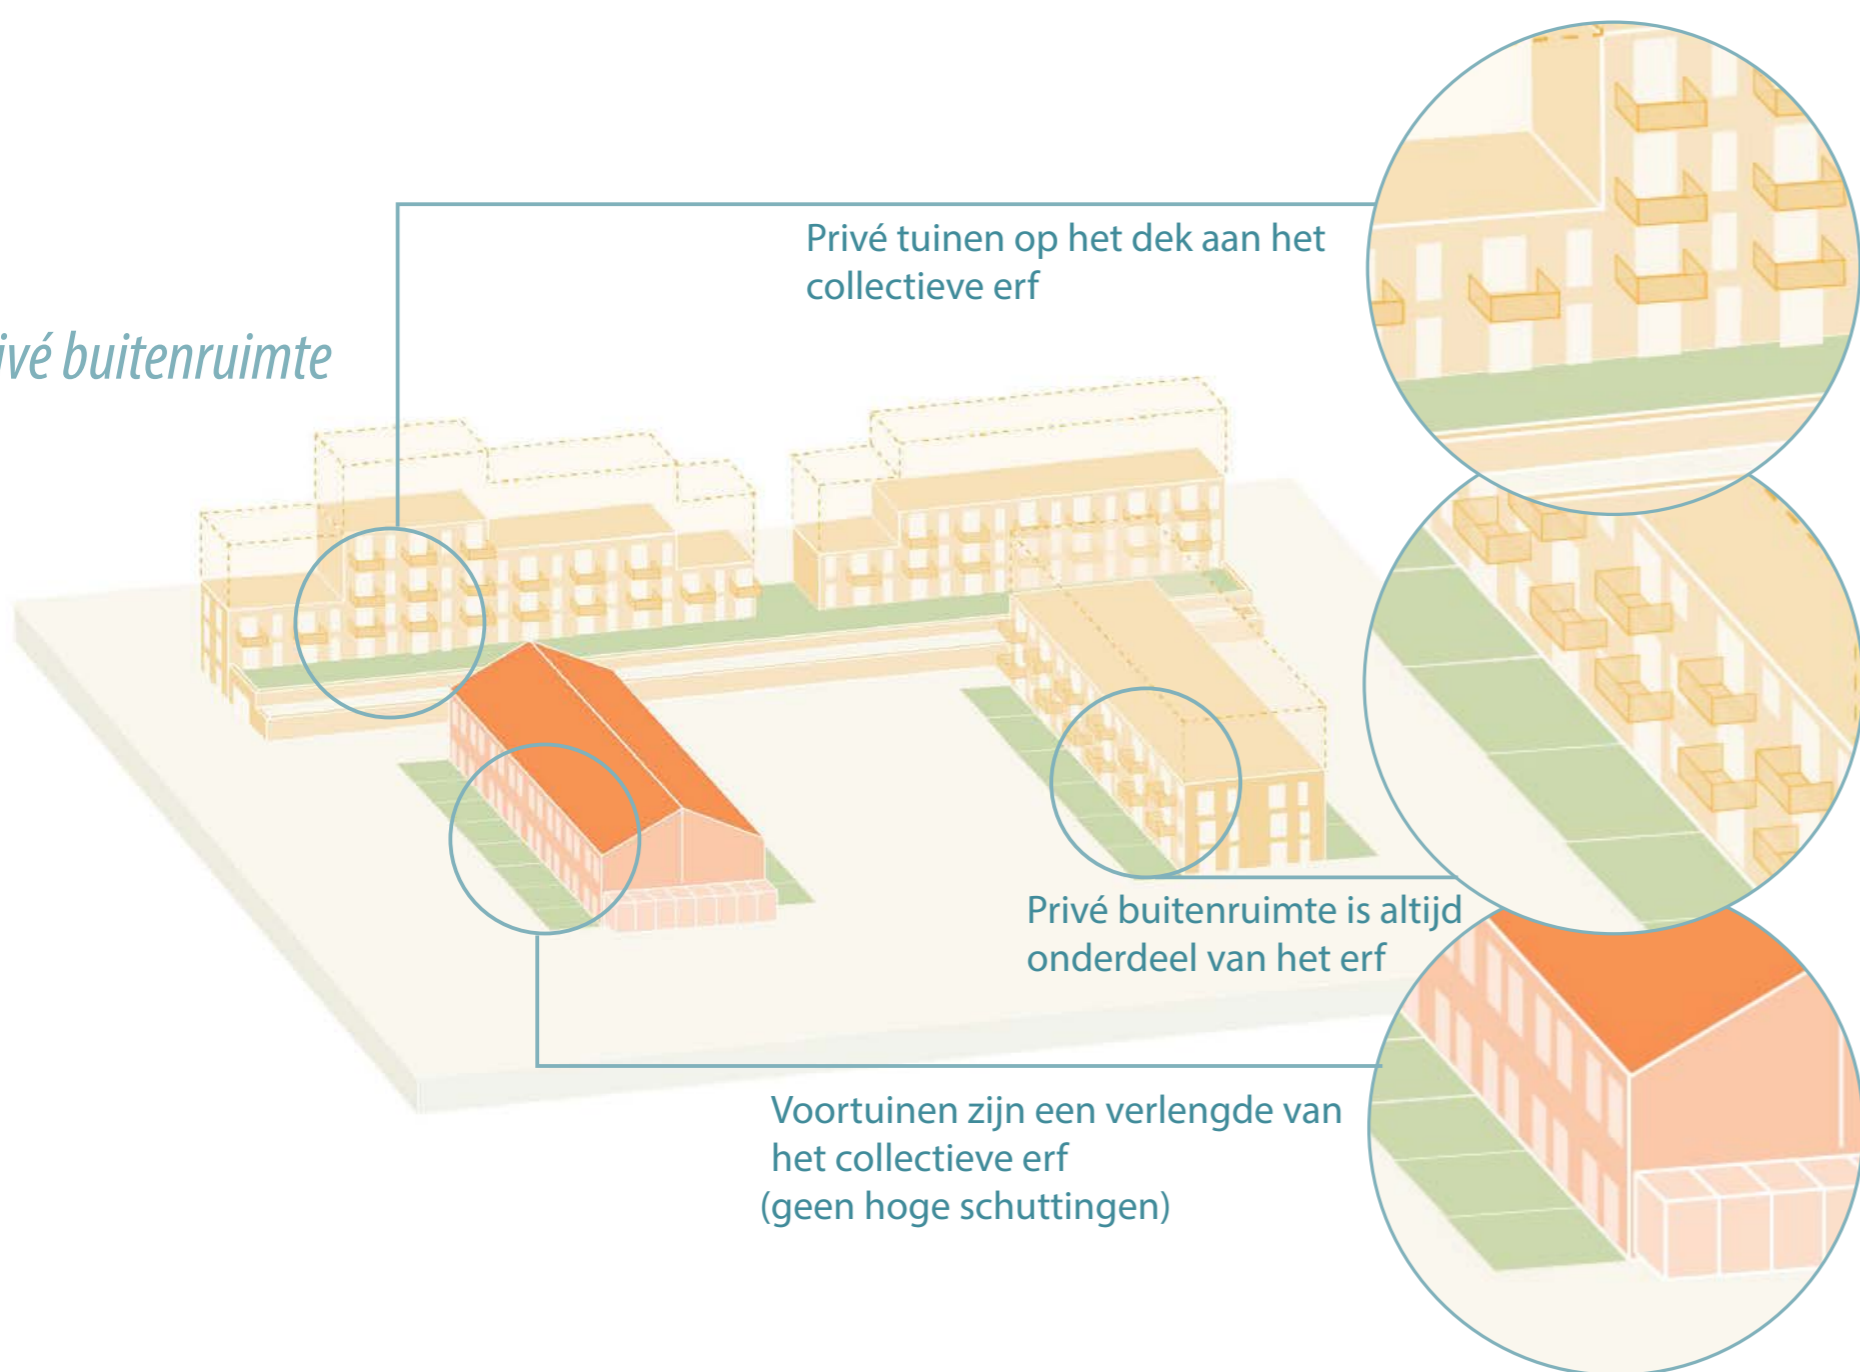 Privé tuinen op het dek aan het
collectieve erf
ivé buitenruimte
Privé buitenruimte is altijd
onderdeel van het erf
Voortuinen zijn een verlengde van
het collectieve erf
(geen hoge schuttingen)